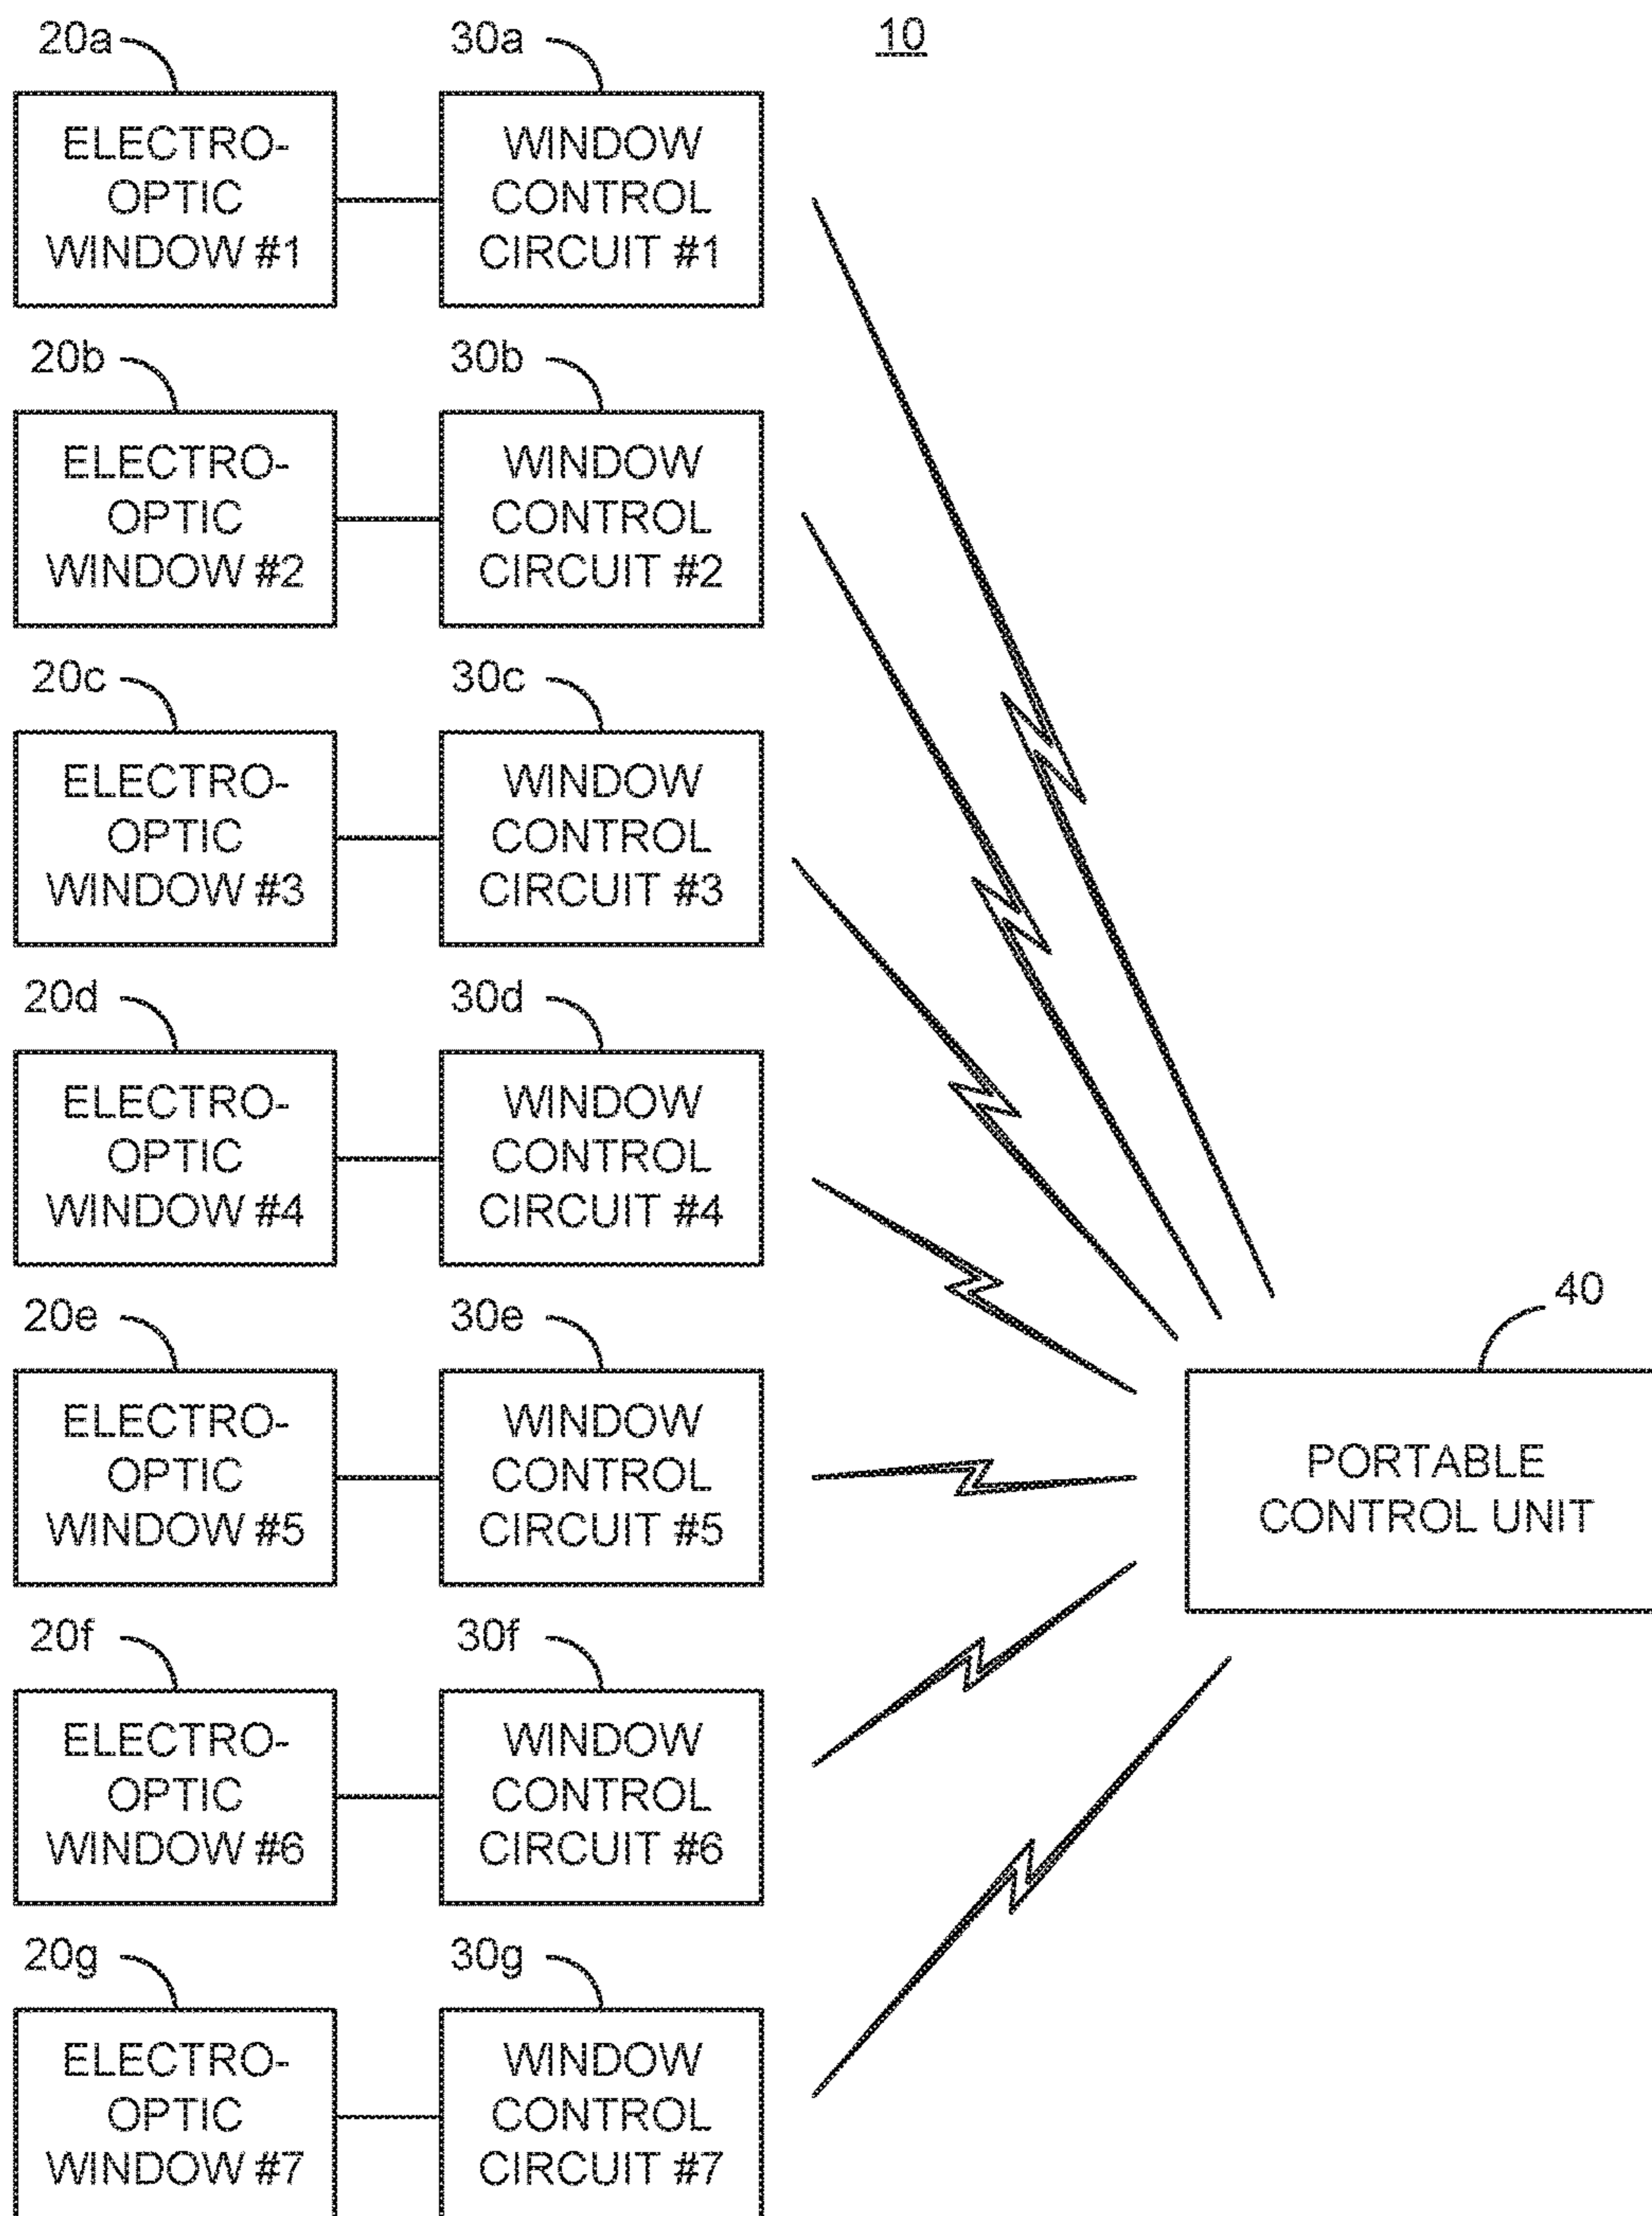 10
20a
30a
ELECTRO-
OPTIC
WINDOW #1
WINDOW
CONTROL
CIRCUIT #1
20b
30b
ELECTRO-
OPTIC
WINDOW #2
WINDOW
CONTROL
CIRCUIT #2
20c
30c
ELECTRO-
OPTIC
WINDOW #3
WINDOW
CONTROL
CIRCUIT #3
20d
30d
ELECTRO-
OPTIC
WINDOW #4
WINDOW
CONTROL
CIRCUIT #4
20e
30e
ELECTRO-
OPTIC
WINDOW #5
WINDOW
CONTROL
CIRCUIT #5
40
PORTABLE
CONTROL UNIT
20f
30f
ELECTRO-
OPTIC
WINDOW #6
WINDOW
CONTROL
CIRCUIT #6
20g
30g
ELECTRO-
OPTIC
WINDOW #7
WINDOW
CONTROL
CIRCUIT #7